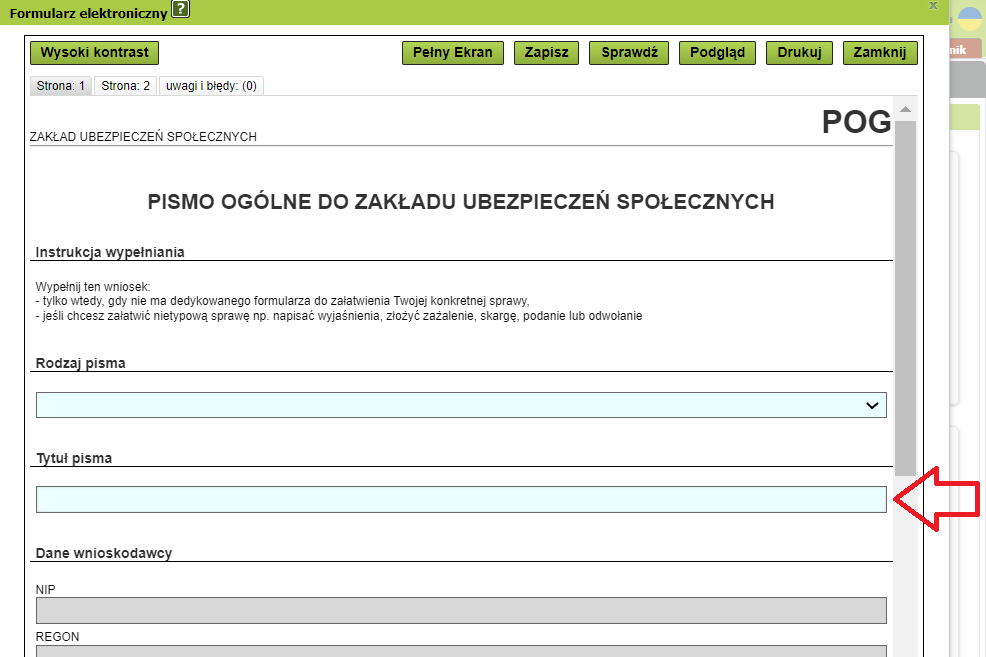 Formularz elektroniczny ?
x
Wysoki kontrast Pełny Ekran Zapisz Sprawdź Podgląd Drukuj Zamknij
nik
Strona: 1 Strona: 2 uwagi i błędy: (0)
POG
ZAKŁAD UBEZPIECZEŃ SPOŁECZNYCH
PISMO OGÓLNE DO ZAKŁADU UBEZPIECZEŃ SPOŁECZNYCH
Instrukcja wypełniania
Wypełnij ten wniosek:
- tylko wtedy, gdy nie ma dedykowanego formularza do załatwienia Twojej konkretnej sprawy,
- jeśli chcesz załatwić nietypową sprawę np. napisać wyjaśnienia, złożyć zażalenie, skargę, podanie lub odwołanie
Rodzaj pisma
Tytuł pisma
Dane wnioskodawcy
NIP
REGON